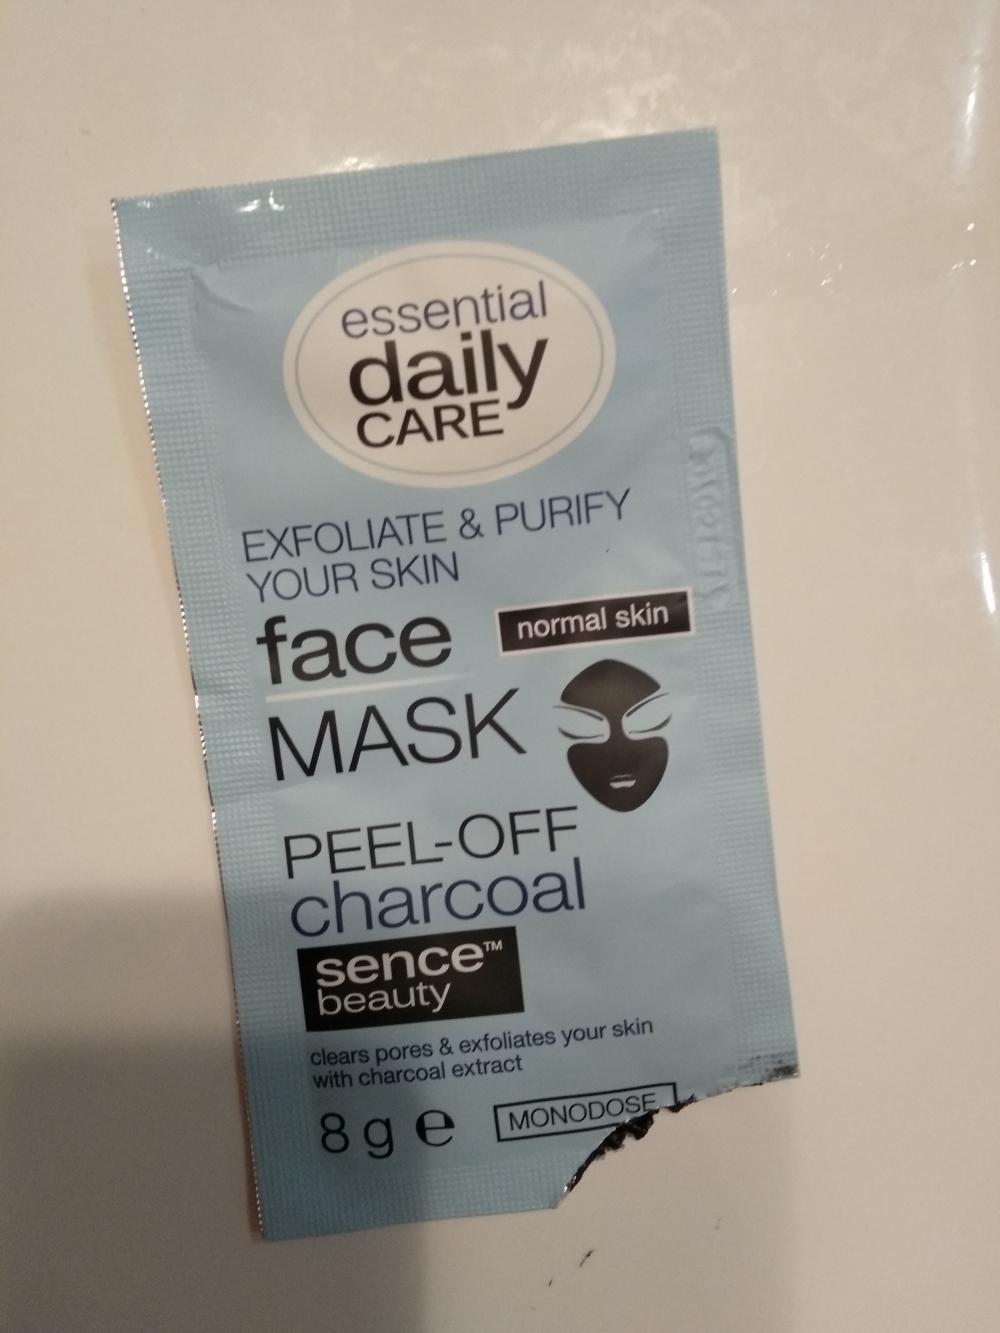 essential
daily
CARE
EXFOLIATE & PURIFY
YOUR SKIN
face
normal skin
MASK
PEEL-OFF
charcoal
sence™
beauty
clears pores & exfoliates your skin
with charcoal extract
8 g e
MONODOSE